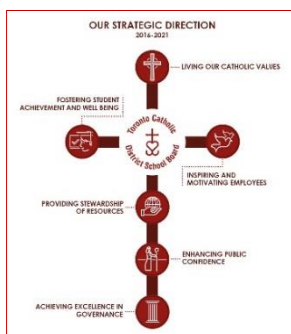 OUR STRATEGIC DIRECTION
2016-2021
LIVING OUR CATHOLIC VALUES
FOSTERING STUDENT
ACHIEVEMENT AND WELL BEING
Toronto Catholic
District School Board
INSPIRING AND
MOTIVATING EMPLOYEES
PROVIDING STEWARDSHIP
OF RESOURCES
ENHANCING PUBLIC
CONFIDENCE
ACHIEVING EXCELLENCE IN
GOVERNANCE